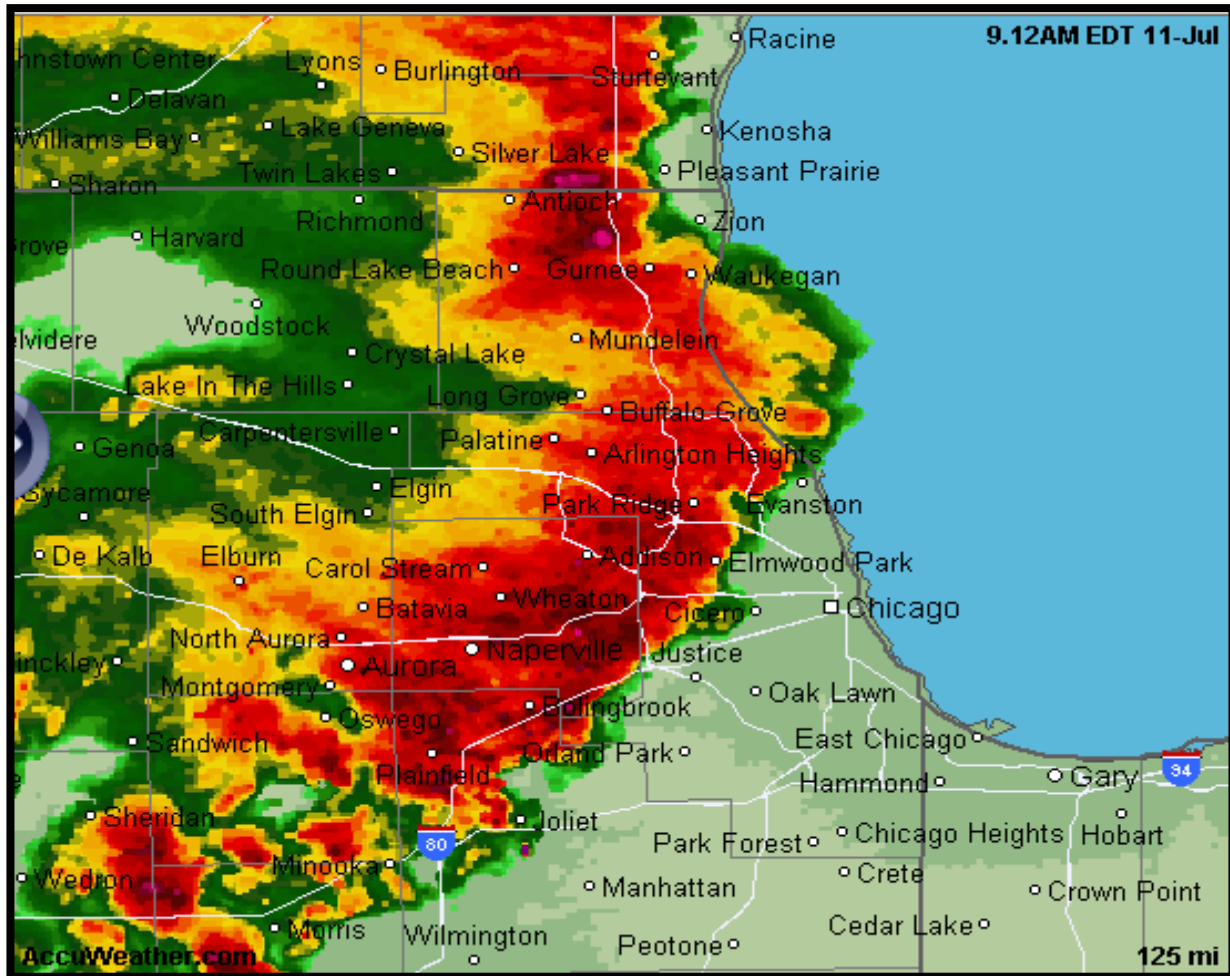 Racine
9.12AM EDT 11-Jul
hnstown Center
Lyons
Burlington
Sturtevant
Delavan
Williams Bay
Lake Geneva
Kenosha
Silver Lake
Twin Lakes
Pleasant Prairie
Sharon
Richmond
Antioch
Zion
Grove
Harvard
Round Lake Beach
Gurnee
Waukegan
Woodstock
elvidere
Mundelein
Crystal Lake
Lake In The Hills
Long Grove
Buffalo Grove
Carpentersville
Palatine
Genoa
Arlington Heights
Sycamore
Elgin
Park Ridge
Evanston
South Elgin
De Kalb
Elburn
Carol Stream
Addison
Elmwood Park
Batavia
Wheaton
Cicero
Chicago
North Aurora
Naperville
Justice
inckley
Aurora
Montgomery
Oak Lawn
Oswego
Bolingbrook
Sandwich
Orland Park
East Chicago
Plainfield
Hammond
Gary
94
Sheridan
Joliet
80
Park Forest
Chicago Heights
Hobart
Minooka
Wedron
Manhattan
Crete
Crown Point
Morris
Wilmington
Cedar Lake
Peotone
AccuWeather.com
125 mi